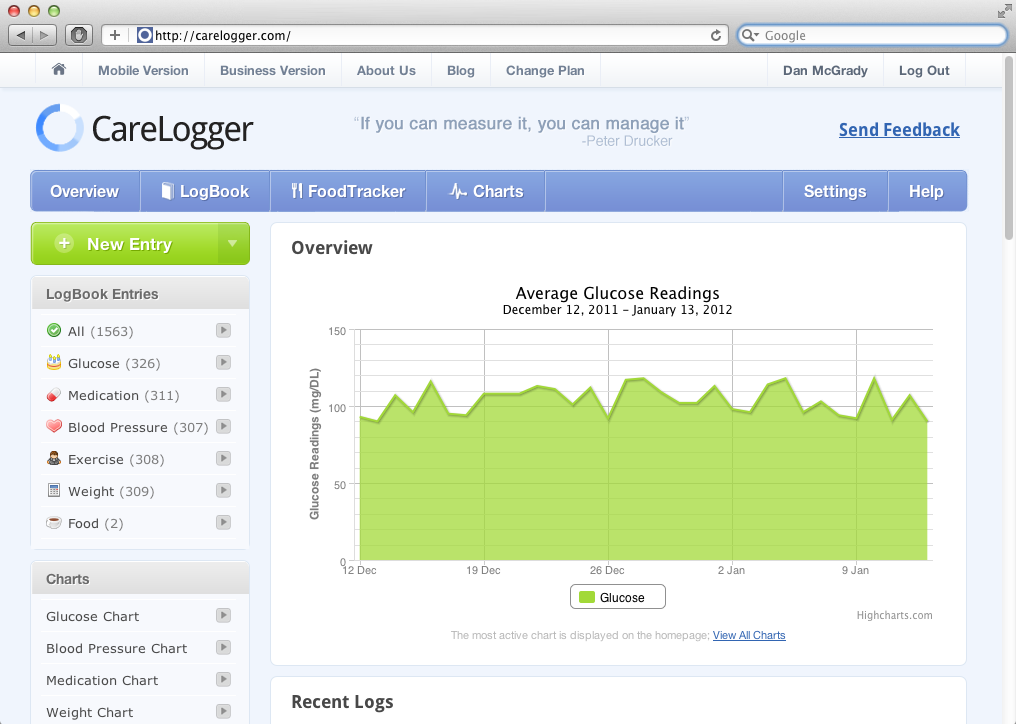 http://carelogger.com/
Google
Mobile Version
Business Version
About Us
Blog
Change Plan
Dan McGrady
Log Out
CareLogger
“If you can measure it, you can manage it”
-Peter Drucker
Send Feedback
Overview
LogBook
FoodTracker
Charts
Settings
Help
New Entry
LogBook Entries
All (1563)
Glucose (326)
Medication (311)
Blood Pressure (307)
Exercise (308)
Weight (309)
Food (2)
Charts
Glucose Chart
Blood Pressure Chart
Medication Chart
Weight Chart
Overview
Average Glucose Readings
December 12, 2011 - January 13, 2012
Glucose Readings (mg/DL)
150
100
50
0
12 Dec
19 Dec
26 Dec
2 Jan
9 Jan
Glucose
Highcharts.com
The most active chart is displayed on the homepage; View All Charts
Recent Logs